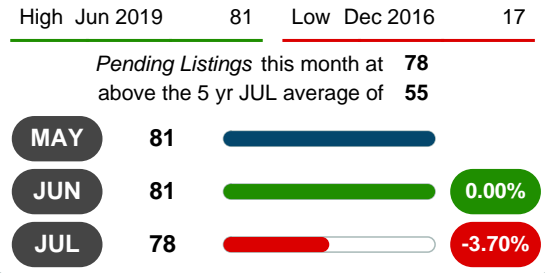 High Jun 2019 81 Low Dec 2016 17
Pending Listings this month at 78
above the 5 yr JUL average of 55
MAY 81
JUN 81 0.00%
JUL 78 -3.70%